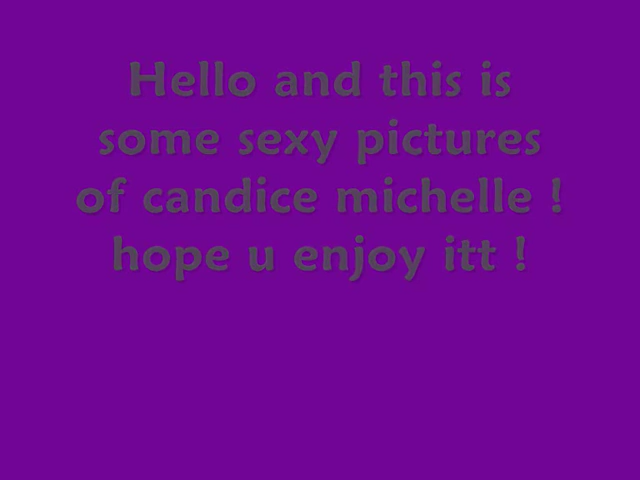 Hello and this is
some sexy pictures
of candice michelle !
hope u enjoy itt !